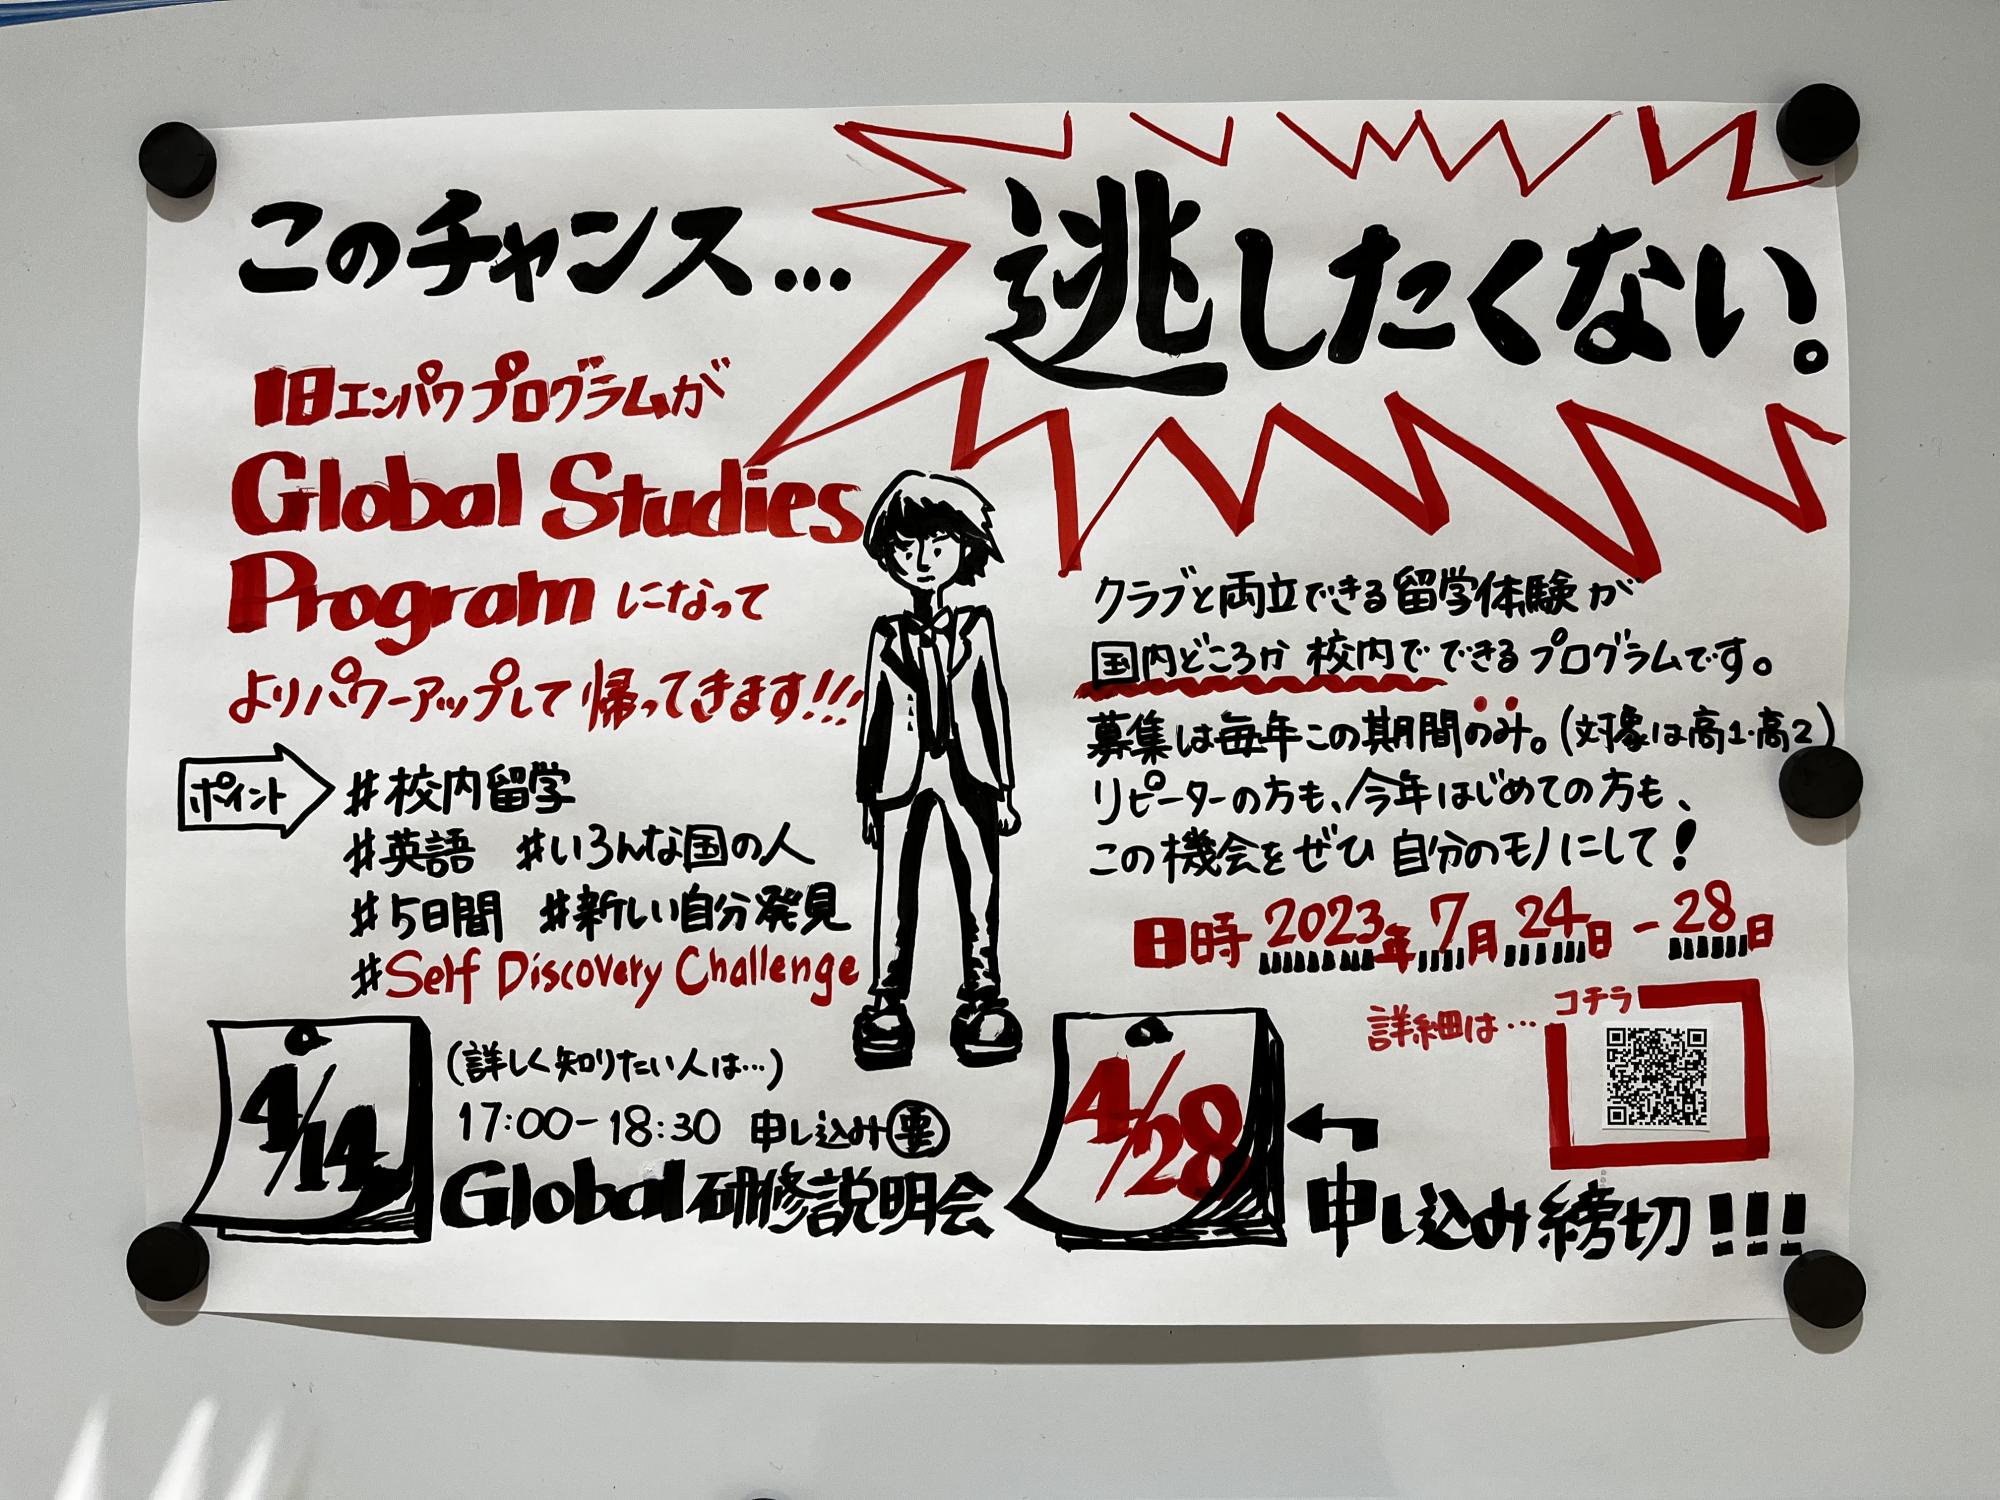 このチャンス…
逃したくない。
旧エンパワプログラムが
Global Studies
Program になって
よりパワーアップして帰ってきます!!!
ポイント
#校内留学
#英語 #いろんな国の人
#5日間 #新しい自分発見
#Self Discovery Challenge
クラブと両立できる留学体験が
国内どころか校内でできるプログラムです。
募集は毎年この期間のみ。(対象は高1・高2)
リピーターの方も、今年はじめての方も、
この機会をぜひ自分のモノにして!
日時 2023年7月24日-28日
詳細は…コチラ
4/14
(詳しく知りたい人は…)
17:00-18:30 申し込み要
Global研修説明会
4/28
申し込み締切!!!